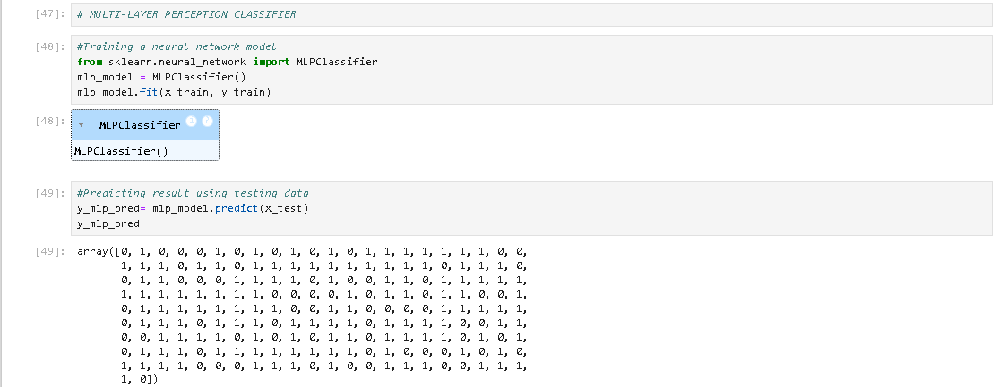 [47]: # MULTI-LAYER PERCEPTION CLASSIFIER
[48]: #Training a neural network model
from sklearn.neural_network import MLPClassifier
mlp_model = MLPClassifier()
mlp_model.fit(x_train, y_train)
[48]: MLPClassifier i ?
MLPClassifier()
[49]: #Predicting result using testing data
y_mlp_pred= mlp_model.predict(x_test)
y_mlp_pred
[49]: array([0, 1, 0, 0, 0, 1, 0, 1, 0, 1, 0, 1, 0, 1, 1, 1, 1, 1, 1, 1, 0, 0,
1, 1, 1, 0, 1, 1, 0, 1, 1, 1, 1, 1, 1, 1, 1, 1, 0, 1, 1, 1, 0,
0, 1, 1, 0, 0, 0, 1, 1, 1, 0, 1, 1, 0, 0, 1, 0, 1, 1, 1, 1, 1,
1, 1, 1, 1, 1, 1, 1, 1, 0, 0, 0, 0, 1, 0, 1, 1, 0, 1, 1, 0, 0, 1,
0, 1, 1, 1, 1, 1, 1, 1, 1, 0, 0, 1, 1, 0, 0, 0, 0, 1, 1, 1, 1, 1,
0, 1, 1, 0, 1, 1, 1, 1, 0, 1, 1, 1, 0, 1, 1, 1, 1, 0, 0, 1, 1,
0, 0, 1, 1, 1, 1, 0, 1, 0, 1, 1, 0, 1, 1, 1, 1, 1, 0, 1, 0, 1,
0, 1, 1, 1, 0, 1, 1, 1, 1, 1, 1, 1, 1, 0, 1, 0, 0, 0, 1, 0, 1, 0,
1, 1, 1, 1, 0, 0, 0, 1, 1, 1, 0, 1, 0, 0, 1, 1, 1, 0, 0, 1, 1, 1,
1, 0])